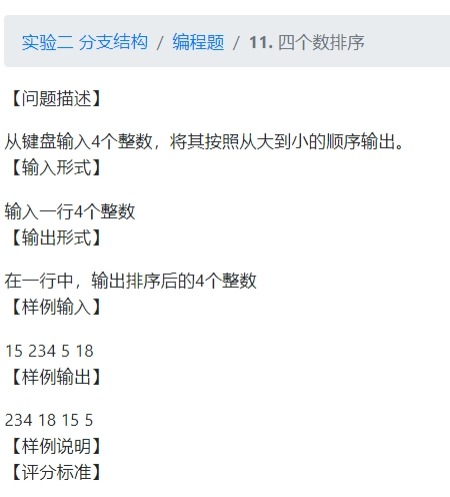 实验二 分支结构 / 编程题 / 11. 四个数排序
【问题描述】
从键盘输入4个整数，将其按照从大到小的顺序输出。
【输入形式】
输入一行4个整数
【输出形式】
在一行中，输出排序后的4个整数
【样例输入】
15 234 5 18
【样例输出】
234 18 15 5
【样例说明】
【评分标准】